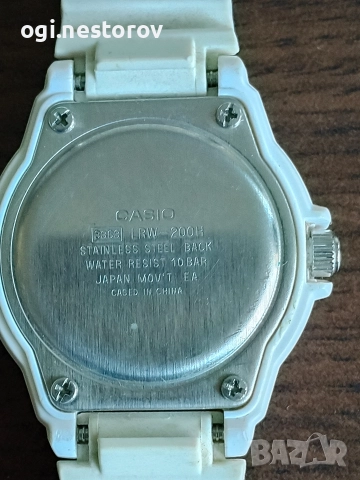 ogi.nestorov
CASIO
LRW-200H
STAINLESS STEEL BACK
WATER RESIST 10 BAR
JAPAN MOV'T EA
CASED IN CHINA
BAZAR